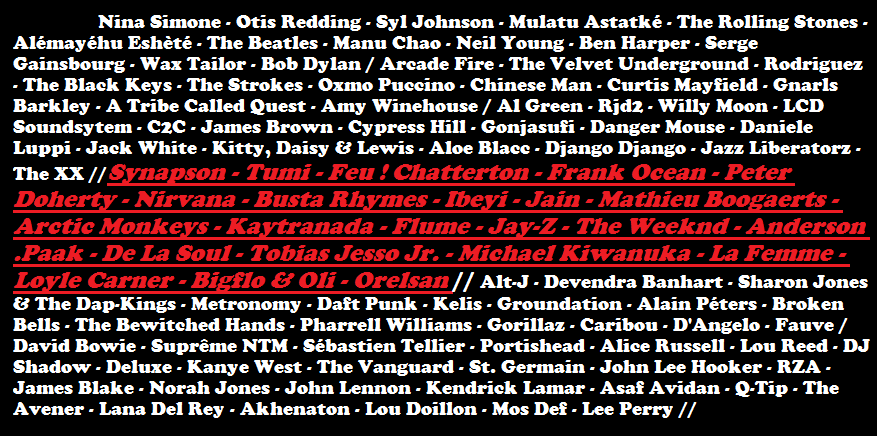 Nina Simone - Otis Redding - Syl Johnson - Mulatu Astatké - The Rolling Stones -
Alémayéhu Eshèté - The Beatles - Manu Chao - Neil Young - Ben Harper - Serge
Gainsbourg - Wax Tailor - Bob Dylan / Arcade Fire - The Velvet Underground - Rodriguez
- The Black Keys - The Strokes - Oxmo Puccino - Chinese Man - Curtis Mayfield - Gnarls
Barkley - A Tribe Called Quest - Amy Winehouse / Al Green - Rjd2 - Willy Moon - LCD
Soundsytem - C2C - James Brown - Cypress Hill - Gonjasufi - Danger Mouse - Daniele
Luppi - Jack White - Kitty, Daisy & Lewis - Aloe Blacc - Django Django - Jazz Liberatorz -
The XX // Synapson - Tumi - Feu ! Chatterton - Frank Ocean - Peter
Doherty - Nirvana - Busta Rhymes - Ibeyi - Jain - Mathieu Boogaerts -
Arctic Monkeys - Kaytranada - Flume - Jay-Z - The Weeknd - Anderson
.Paak - De La Soul - Tobias Jesso Jr. - Michael Kiwanuka - La Femme -
Loyle Carner - Bigflo & Oli - Orelsan // Alt-J - Devendra Banhart - Sharon Jones
& The Dap-Kings - Metronomy - Daft Punk - Kelis - Groundation - Alain Péters - Broken
Bells - The Bewitched Hands - Pharrell Williams - Gorillaz - Caribou - D'Angelo - Fauve /
David Bowie - Suprême NTM - Sébastien Tellier - Portishead - Alice Russell - Lou Reed - DJ
Shadow - Deluxe - Kanye West - The Vanguard - St. Germain - John Lee Hooker - RZA -
James Blake - Norah Jones - John Lennon - Kendrick Lamar - Asaf Avidan - Q-Tip - The
Avener - Lana Del Rey - Akhenaton - Lou Doillon - Mos Def - Lee Perry //